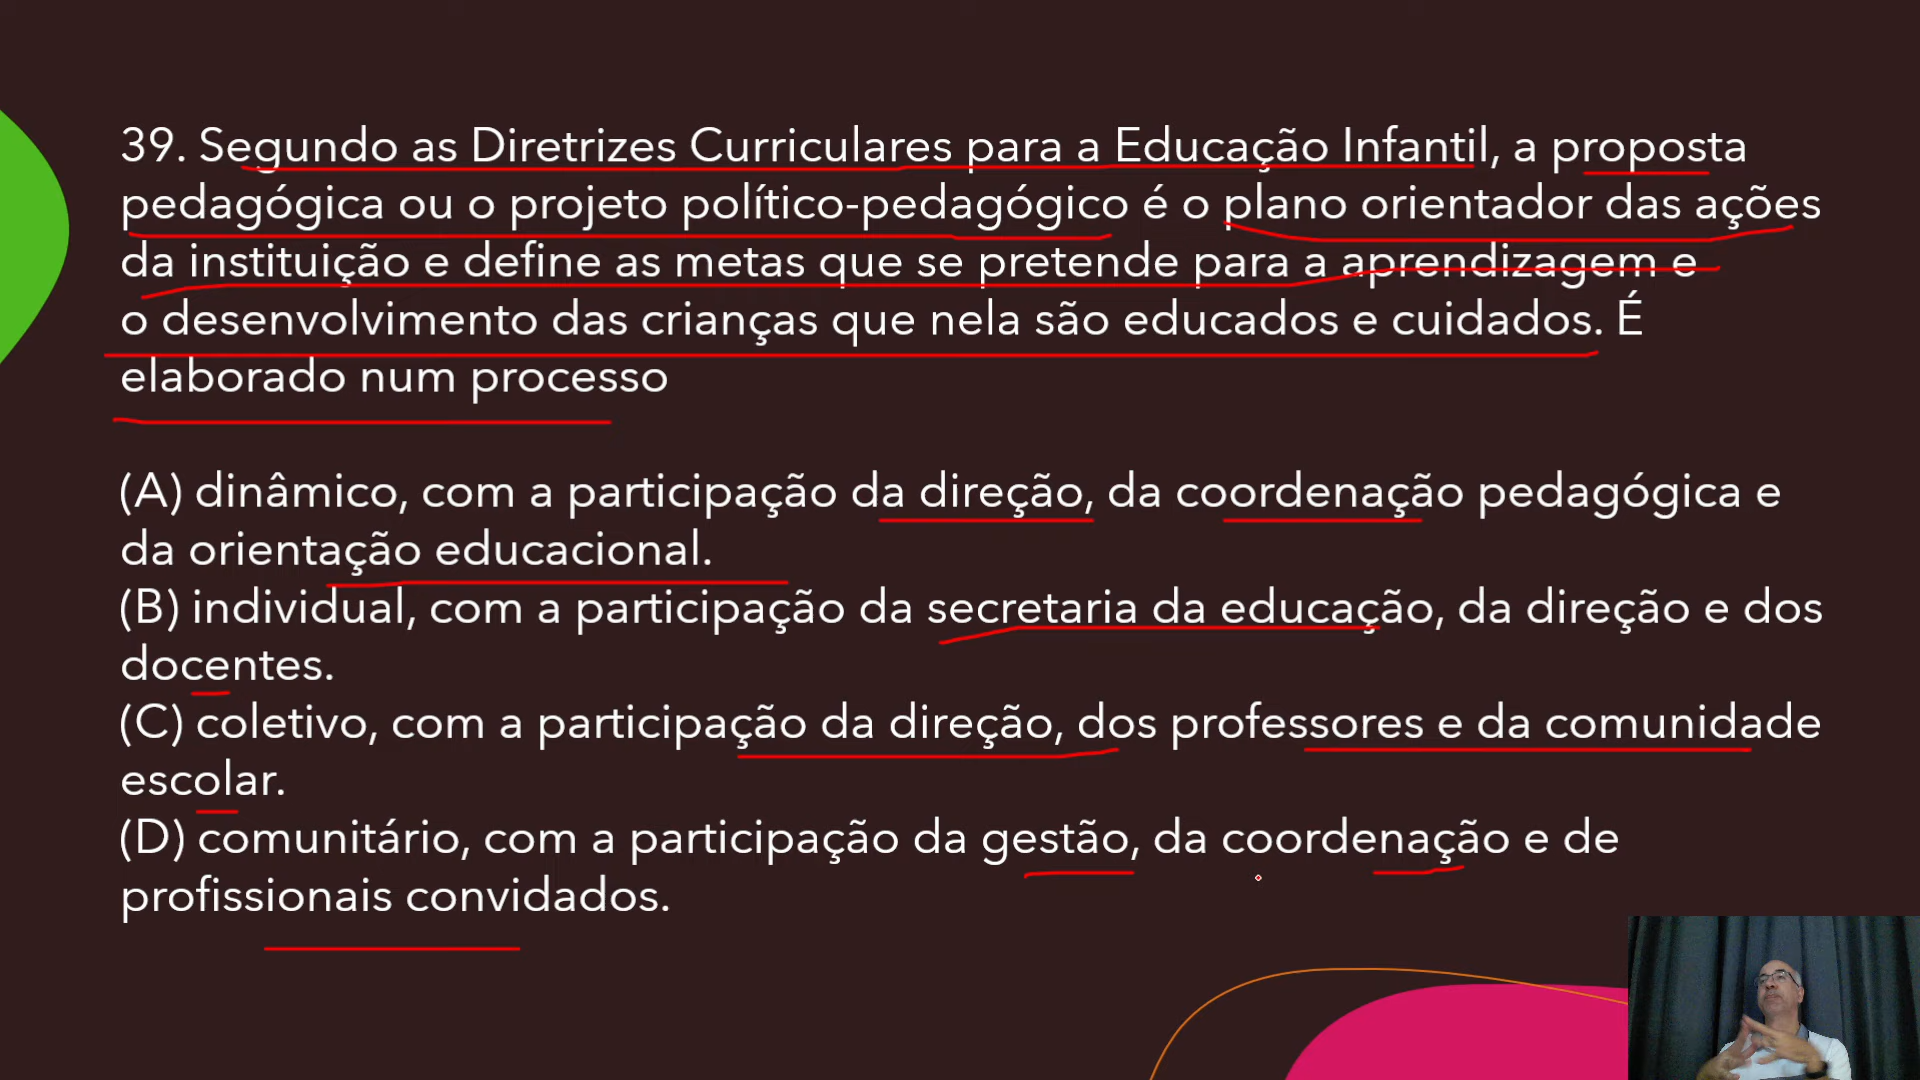 39. Segundo as Diretrizes Curriculares para a Educação Infantil, a proposta
pedagógica ou o projeto político-pedagógico é o plano orientador das ações
da instituição e define as metas que se pretende para a aprendizagem e
o desenvolvimento das crianças que nela são educados e cuidados. É
elaborado num processo
(A) dinâmico, com a participação da direção, da coordenação pedagógica e
da orientação educacional.
(B) individual, com a participação da secretaria da educação, da direção e dos
docentes.
(C) coletivo, com a participação da direção, dos professores e da comunidade
escolar.
(D) comunitário, com a participação da gestão, da coordenação e de
profissionais convidados.